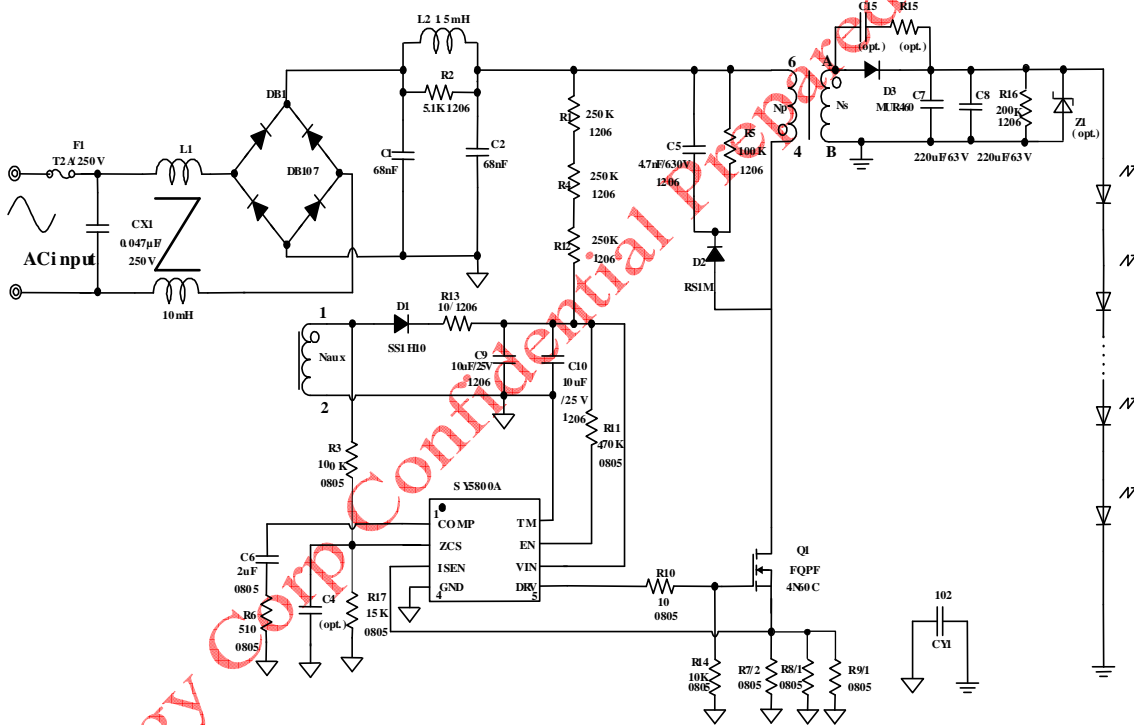 C15
R15
(opt.)
(opt.)
L2 1 5mH
R2
5.1K 1206
6
A
DB1
Np
Ns
D3
MUR460
C7
C8
R16
200K
1206
Z1
(opt.)
F1
T2A/250V
L1
R1
250 K
1206
C5
4.7nF/630V
1206
R5
100K
1206
4
B
220uF/63V
220uF/63V
C1
68nF
C2
68nF
DB107
R4
250K
1206
CX1
0.047μF
250V
R12
250K
1206
D2
RS1M
ACinput
10mH
1
D1
SS1H10
R13
10/1206
Naux
C9
10uF/25V
1206
C10
10uF
/25V
1206
2
R11
470K
0805
R3
100K
0805
SY5800A
1
COMP
TM
ZCS
EN
ISEN
VIN
GND
DRV
4
5
C6
2uF
0805
R6
510
0805
C4
(opt.)
R17
15K
0805
R10
10
0805
Q1
FQPF
4N60C
R14
10K
0805
R7/2
0805
R8/1
0805
R9/1
0805
102
CY1
Corp Confidential Prepared